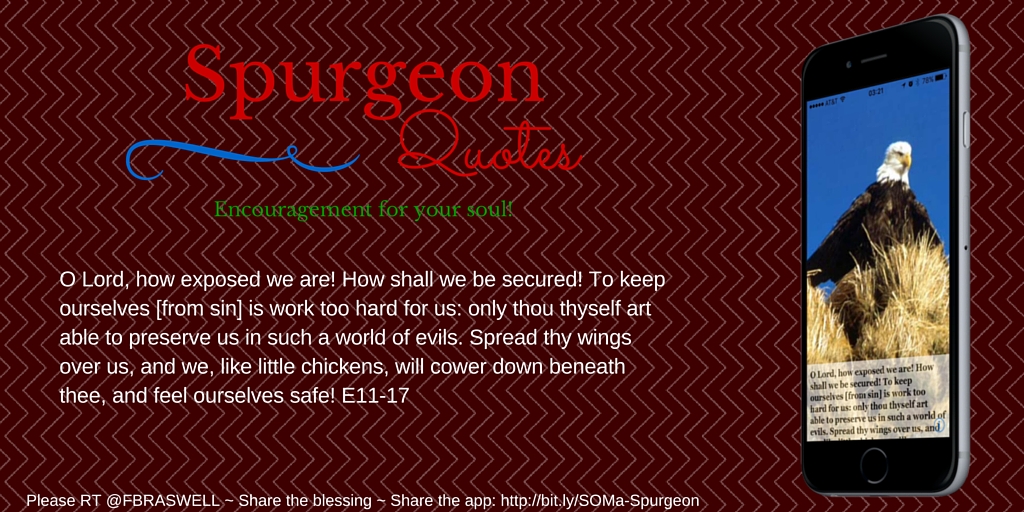 Spurgeon
Quotes
Encouragement for your soul!
O Lord, how exposed we are! How shall we be secured! To keep
ourselves [from sin] is work too hard for us: only thou thyself art
able to preserve us in such a world of evils. Spread thy wings
over us, and we, like little chickens, will cower down beneath
thee, and feel ourselves safe! E11-17
Please RT @FBRASWELL ~ Share the blessing ~ Share the app: http://bit.ly/SOMa-Spurgeon
AT&T 03:21 76%
O Lord, how exposed we are! How
shall we be secured! To keep
ourselves [from sin] is work too
hard for us: only thou thyself art
able to preserve us in such a world of
evils. Spread thy wings over us, and